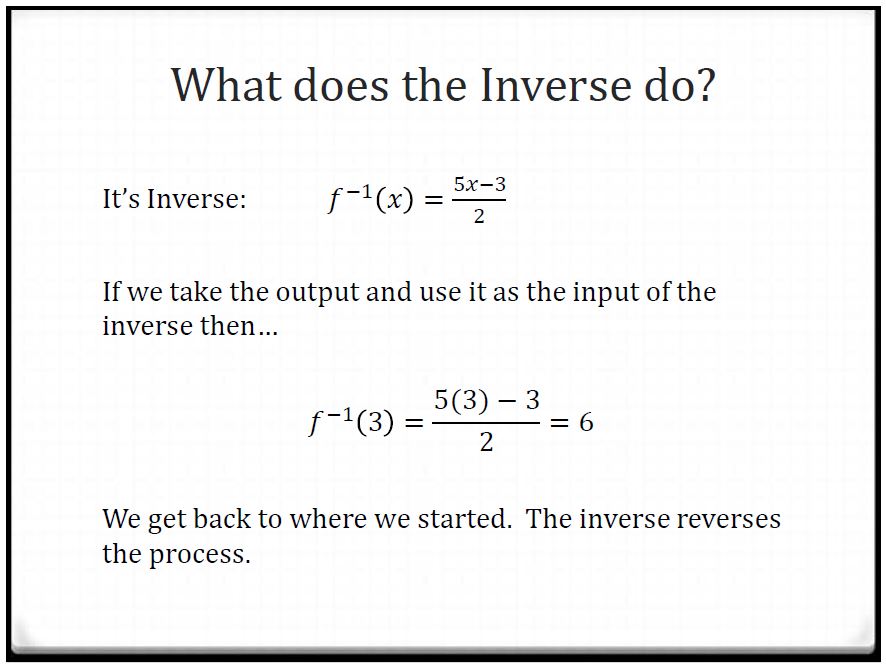 What does the Inverse do?
It's Inverse: f⁻¹(x) = (5x−3)/2
If we take the output and use it as the input of the
inverse then…
f⁻¹(3) = (5(3) − 3)/2 = 6
We get back to where we started. The inverse reverses
the process.